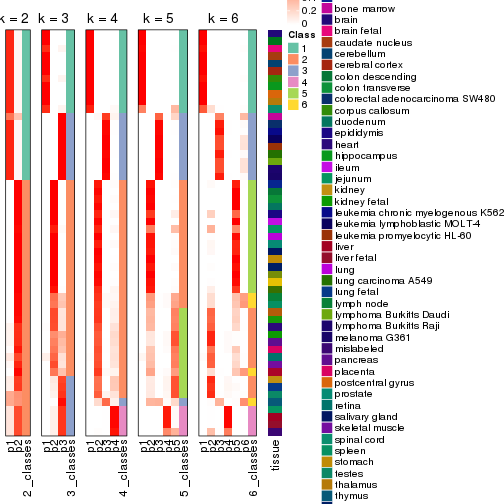 k = 2 k = 3 k = 4 k = 5 k = 6
0.2
0
Class
1
2
3
4
5
6
bone marrow
brain
brain fetal
caudate nucleus
cerebellum
cerebral cortex
colon descending
colon transverse
colorectal adenocarcinoma SW480
corpus callosum
duodenum
epididymis
heart
hippocampus
ileum
jejunum
kidney
kidney fetal
leukemia chronic myelogenous K562
leukemia lymphoblastic MOLT-4
leukemia promyelocytic HL-60
liver
liver fetal
lung
lung carcinoma A549
lung fetal
lymph node
lymphoma Burkitts Daudi
lymphoma Burkitts Raji
melanoma G361
mislabeled
pancreas
placenta
postcentral gyrus
prostate
retina
salivary gland
skeletal muscle
spinal cord
spleen
stomach
testes
thalamus
thymus
p1
p2
2_classes
p1
p2
p3
3_classes
p1
p2
p3
p4
4_classes
p1
p2
p3
p4
p5
5_classes
p1
p2
p3
p4
p5
p6
6_classes
tissue